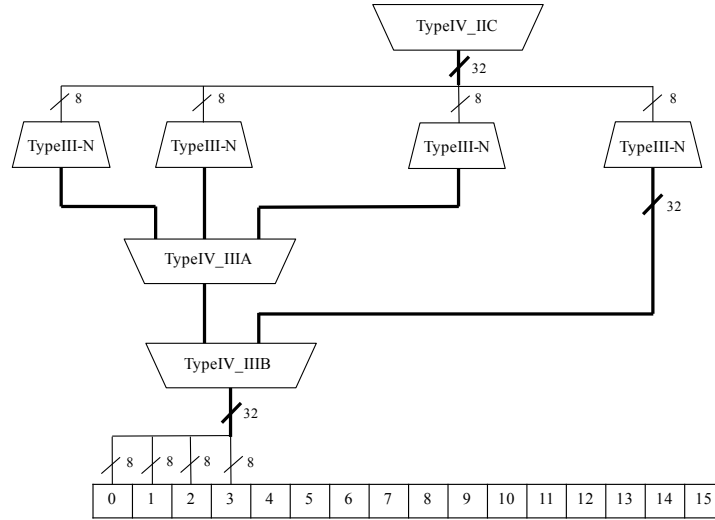 TypeIV_IIC
32
8 8 8 8
TypeIII-N TypeIII-N TypeIII-N TypeIII-N
32
TypeIV_IIIA
TypeIV_IIIB
32
8 8 8 8
0 1 2 3 4 5 6 7 8 9 10 11 12 13 14 15